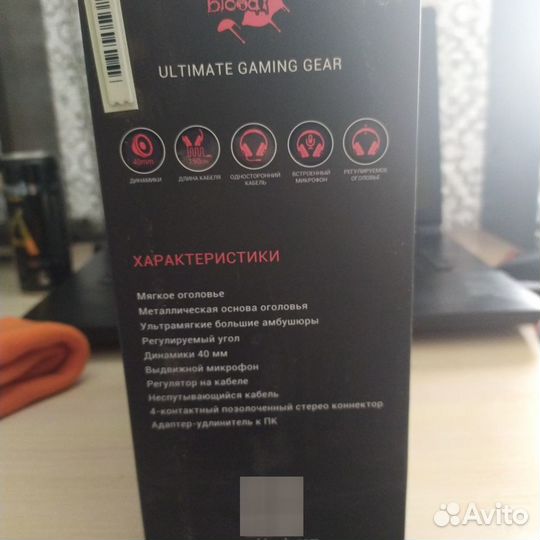 bloody
ULTIMATE GAMING GEAR
40mm
ДИНАМИКИ
ДЛИНА КАБЕЛЯ
ОДНОСТОРОННИЙ
КАБЕЛЬ
ВСТРОЕННЫЙ
МИКРОФОН
РЕГУЛИРУЕМОЕ
ОГОЛОВЬЕ
ХАРАКТЕРИСТИКИ
Мягкое оголовье
Металлическая основа оголовья
Ультрамягкие большие амбушюры
Регулируемый угол
Динамики 40 мм
Выдвижной микрофон
Регулятор на кабеле
Неспутывающийся кабель
4-контактный позолоченный стерео коннектор
Адаптер-удлинитель к ПК
Avito